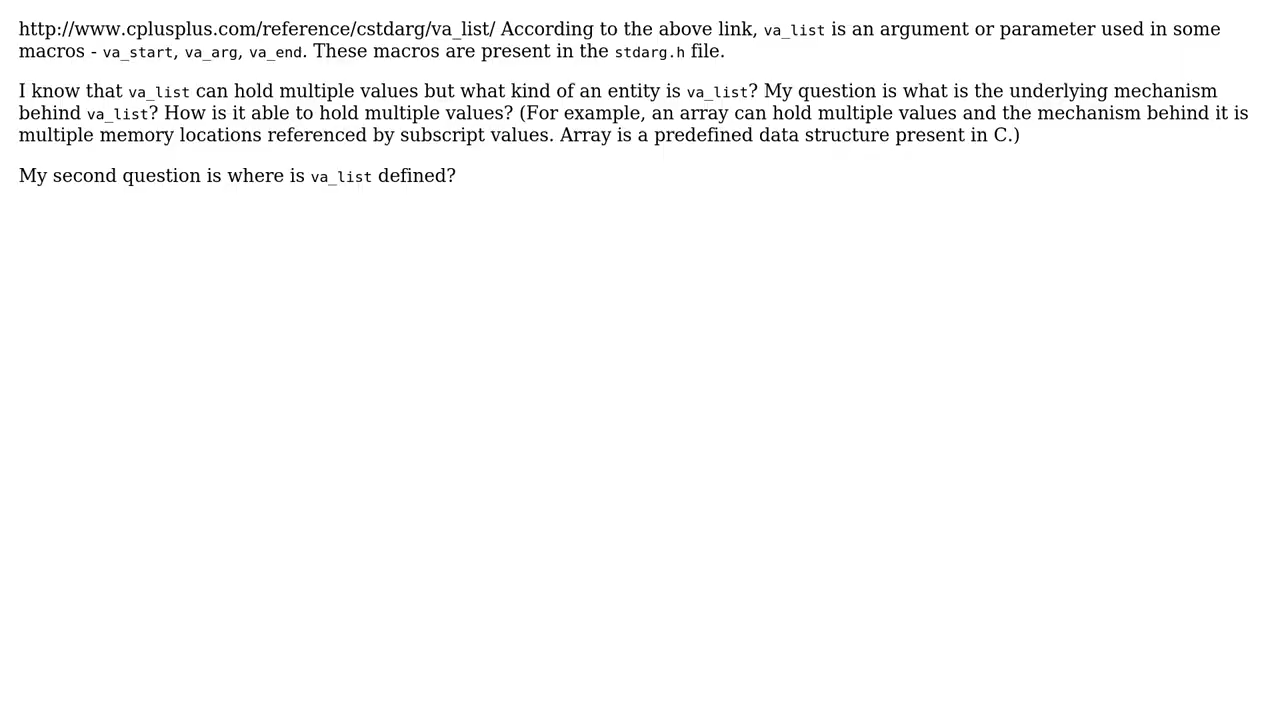 http://www.cplusplus.com/reference/cstdarg/va_list/ According to the above link, va_list is an argument or parameter used in some
macros - va_start, va_arg, va_end. These macros are present in the stdarg.h file.
I know that va_list can hold multiple values but what kind of an entity is va_list? My question is what is the underlying mechanism
behind va_list? How is it able to hold multiple values? (For example, an array can hold multiple values and the mechanism behind it is
multiple memory locations referenced by subscript values. Array is a predefined data structure present in C.)
My second question is where is va_list defined?